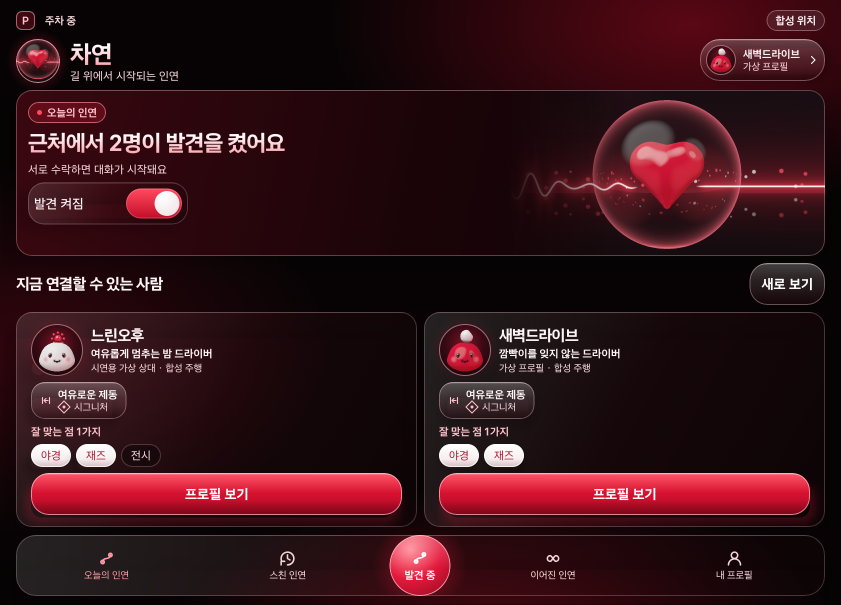 P 주차 중
합성 위치
차연
길 위에서 시작되는 인연
새벽드라이브
가상 프로필
오늘의 인연
근처에서 2명이 발견을 켰어요
서로 수락하면 대화가 시작돼요
발견 켜짐
지금 연결할 수 있는 사람
새로 보기
느린오후
여유롭게 멈추는 밤 드라이버
시연용 가상 상대 · 합성 주행
여유로운 제동
시그니처
잘 맞는 점 1가지
야경 재즈 전시
프로필 보기
새벽드라이브
깜빡이를 잊지 않는 드라이버
가상 프로필 · 합성 주행
여유로운 제동
시그니처
잘 맞는 점 1가지
야경 재즈
프로필 보기
오늘의 인연
스친 인연
발견 중
이어진 인연
내 프로필